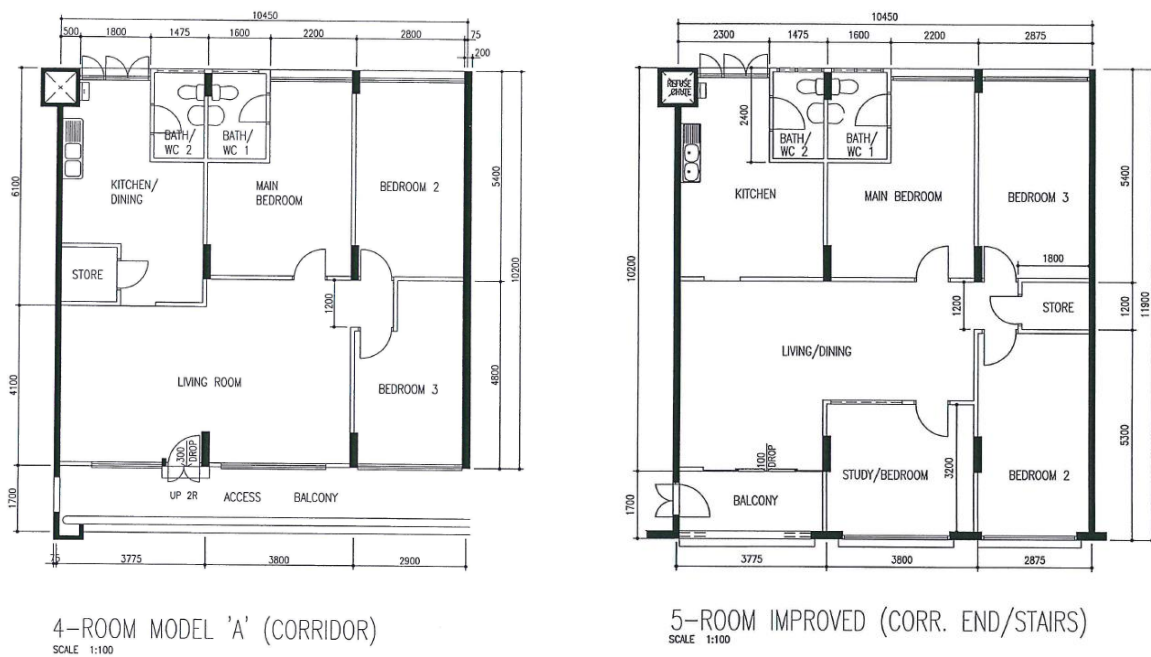 10450
500 1800 1475 1600 2200 2800 75
200
BATH/
WC 2
BATH/
WC 1
6100
KITCHEN/
DINING
MAIN
BEDROOM
BEDROOM 2
5400
STORE
10200
1200
LIVING ROOM
BEDROOM 3
4100
4800
300
DROP
UP 2R ACCESS BALCONY
1700
75 3775 3800 2900
4-ROOM MODEL 'A' (CORRIDOR)
SCALE 1:100
10450
2300 1475 1600 2200 2875
REFUSE
CHUTE
2400
BATH/
WC 2
BATH/
WC 1
KITCHEN
MAIN BEDROOM
BEDROOM 3
5400
10200
1800
1200
STORE
1200
11900
LIVING/DINING
100
DROP
STUDY/BEDROOM
3200
BEDROOM 2
5300
BALCONY
1700
3775 3800 2875
5-ROOM IMPROVED (CORR. END/STAIRS)
SCALE 1:100